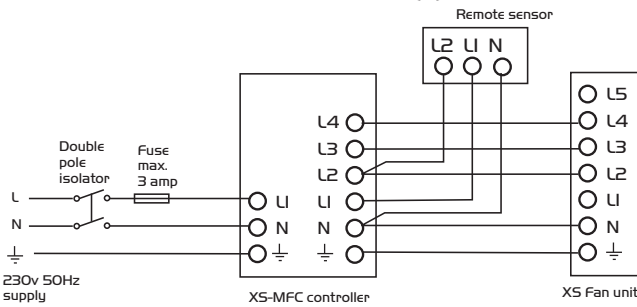 Remote sensor
L2 L1 N
L5
L4 L4
L3 L3
Double pole isolator
Fuse max. 3 amp
L2 L2
L L1 L1 L1
N N N N
230v 50Hz supply
XS-MFC controller
XS Fan unit